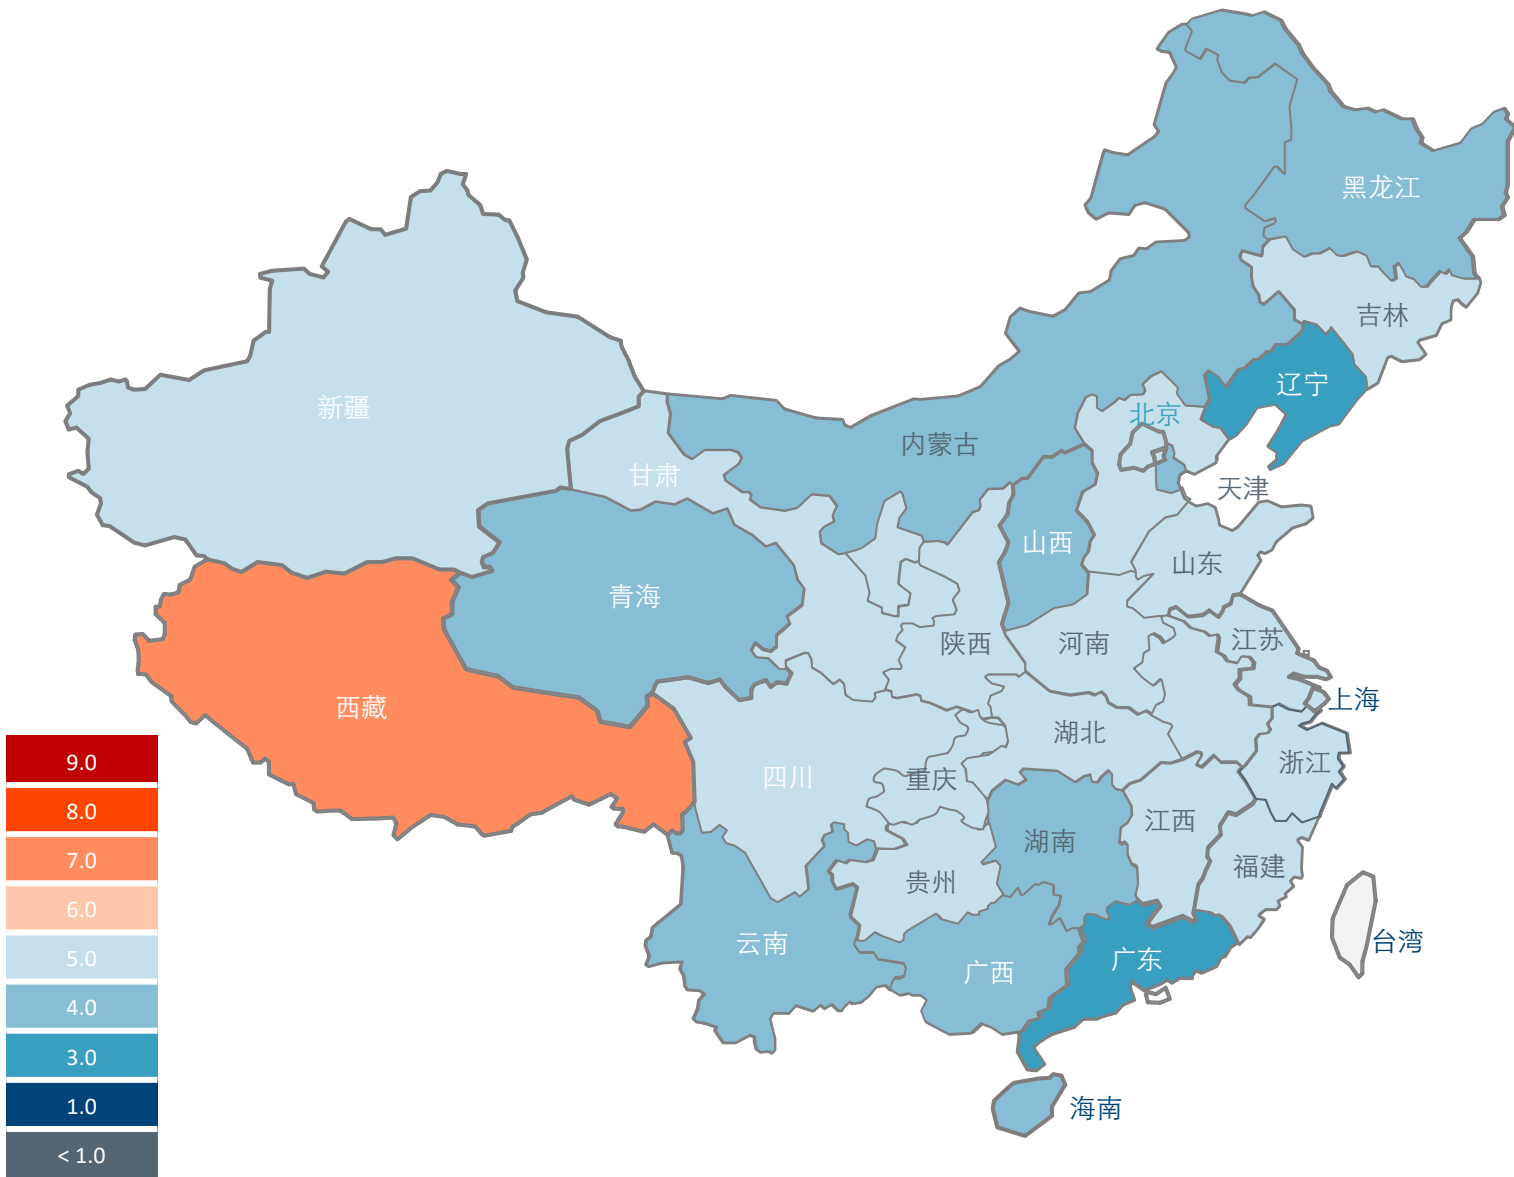 黑龙江
吉林
辽宁
北京
新疆
内蒙古
甘肃
天津
山西
山东
青海
江苏
陕西
河南
上海
西藏
湖北
浙江
四川
重庆
江西
湖南
福建
贵州
台湾
云南
广东
广西
海南
9.0
8.0
7.0
6.0
5.0
4.0
3.0
1.0
< 1.0